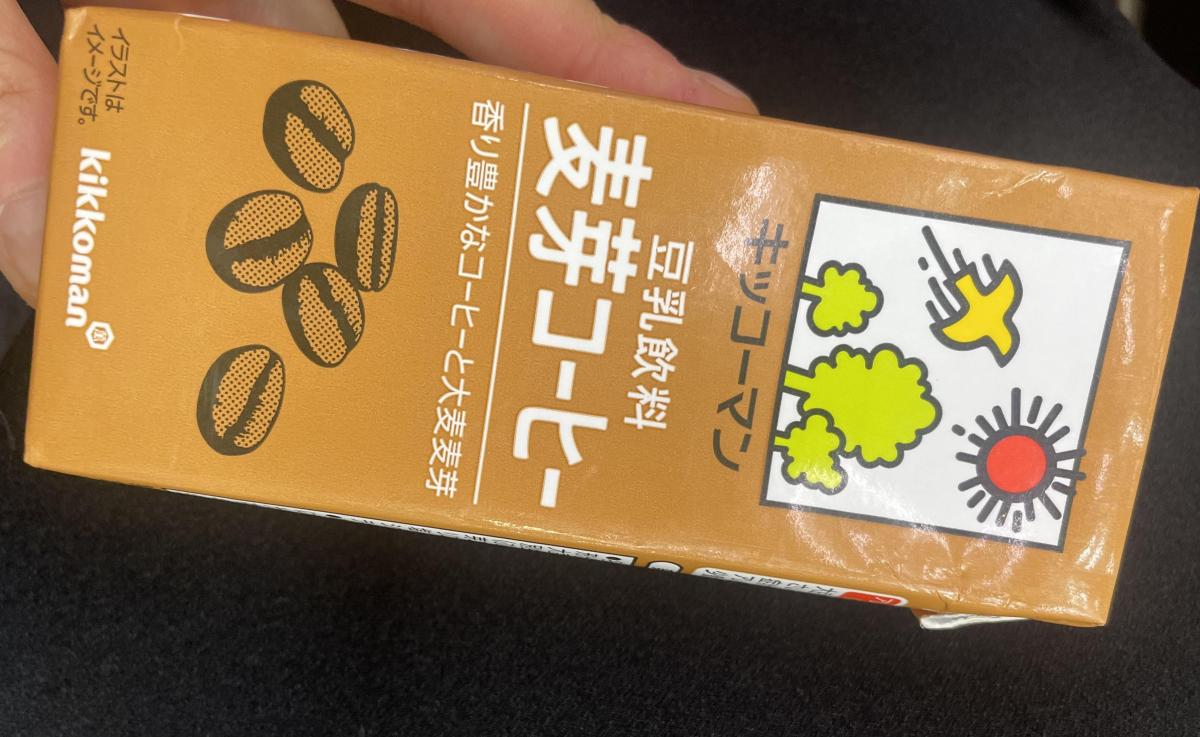 キッコーマン
豆乳飲料
麦芽コーヒー
香り豊かなコーヒーと大麦麦芽
イラストは
イメージです。
kikkoman